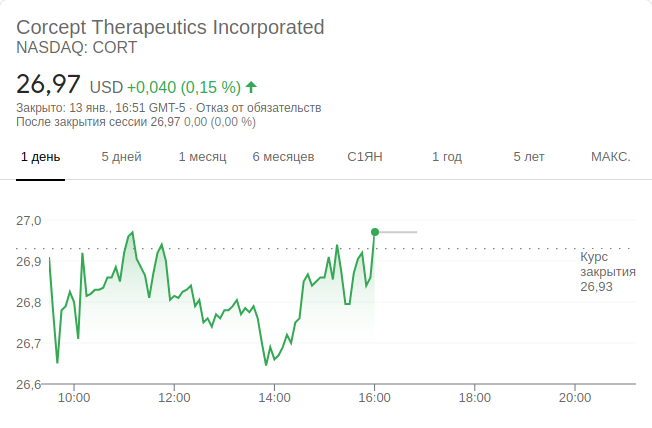 Corcept Therapeutics Incorporated
NASDAQ: CORT
26,97 USD +0,040 (0,15 %)
Закрыто: 13 янв., 16:51 GMT-5 · Отказ от обязательств
После закрытия сессии 26,97 0,00 (0,00 %)
1 день 5 дней 1 месяц 6 месяцев С1ЯН 1 год 5 лет МАКС.
27,0
26,9
26,8
26,7
26,6
Курс
закрытия
26,93
10:00 12:00 14:00 16:00 18:00 20:00